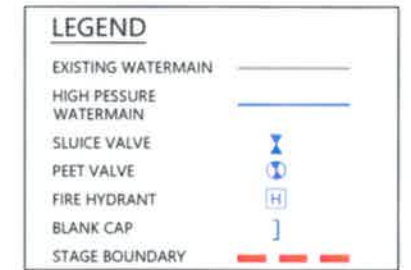 LEGEND
EXISTING WATERMAIN
HIGH PESSURE
WATERMAIN
SLUICE VALVE
PEET VALVE
FIRE HYDRANT
H
BLANK CAP
STAGE BOUNDARY